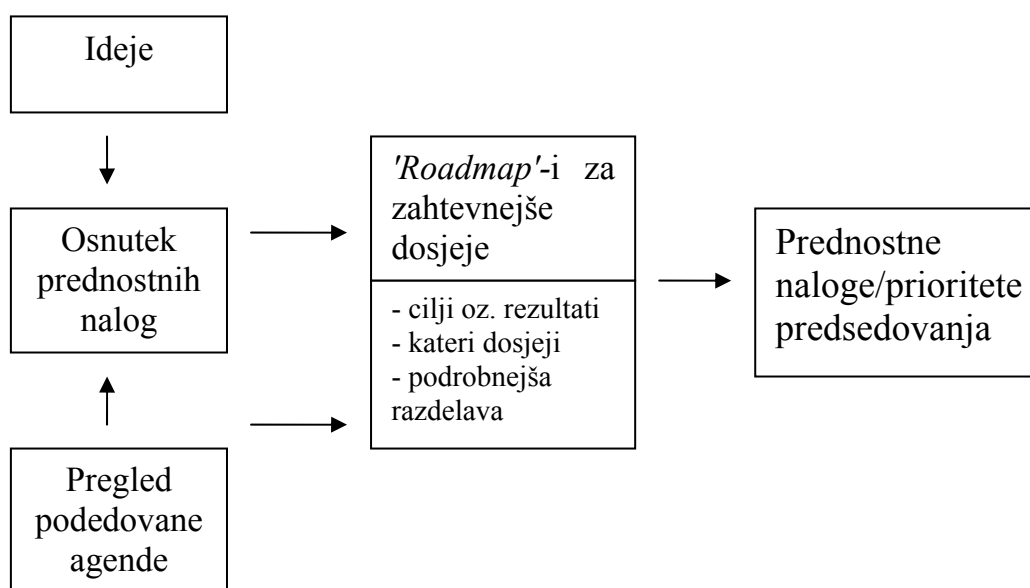 Ideje
Osnutek
prednostnih
nalog
Pregled
podedovane
agende
'Roadmap'-i za
zahtevnejše
dosjeje
- cilji oz. rezultati
- kateri dosjeji
- podrobnejša
razdelava
Prednostne
naloge/prioritete
predsedovanja